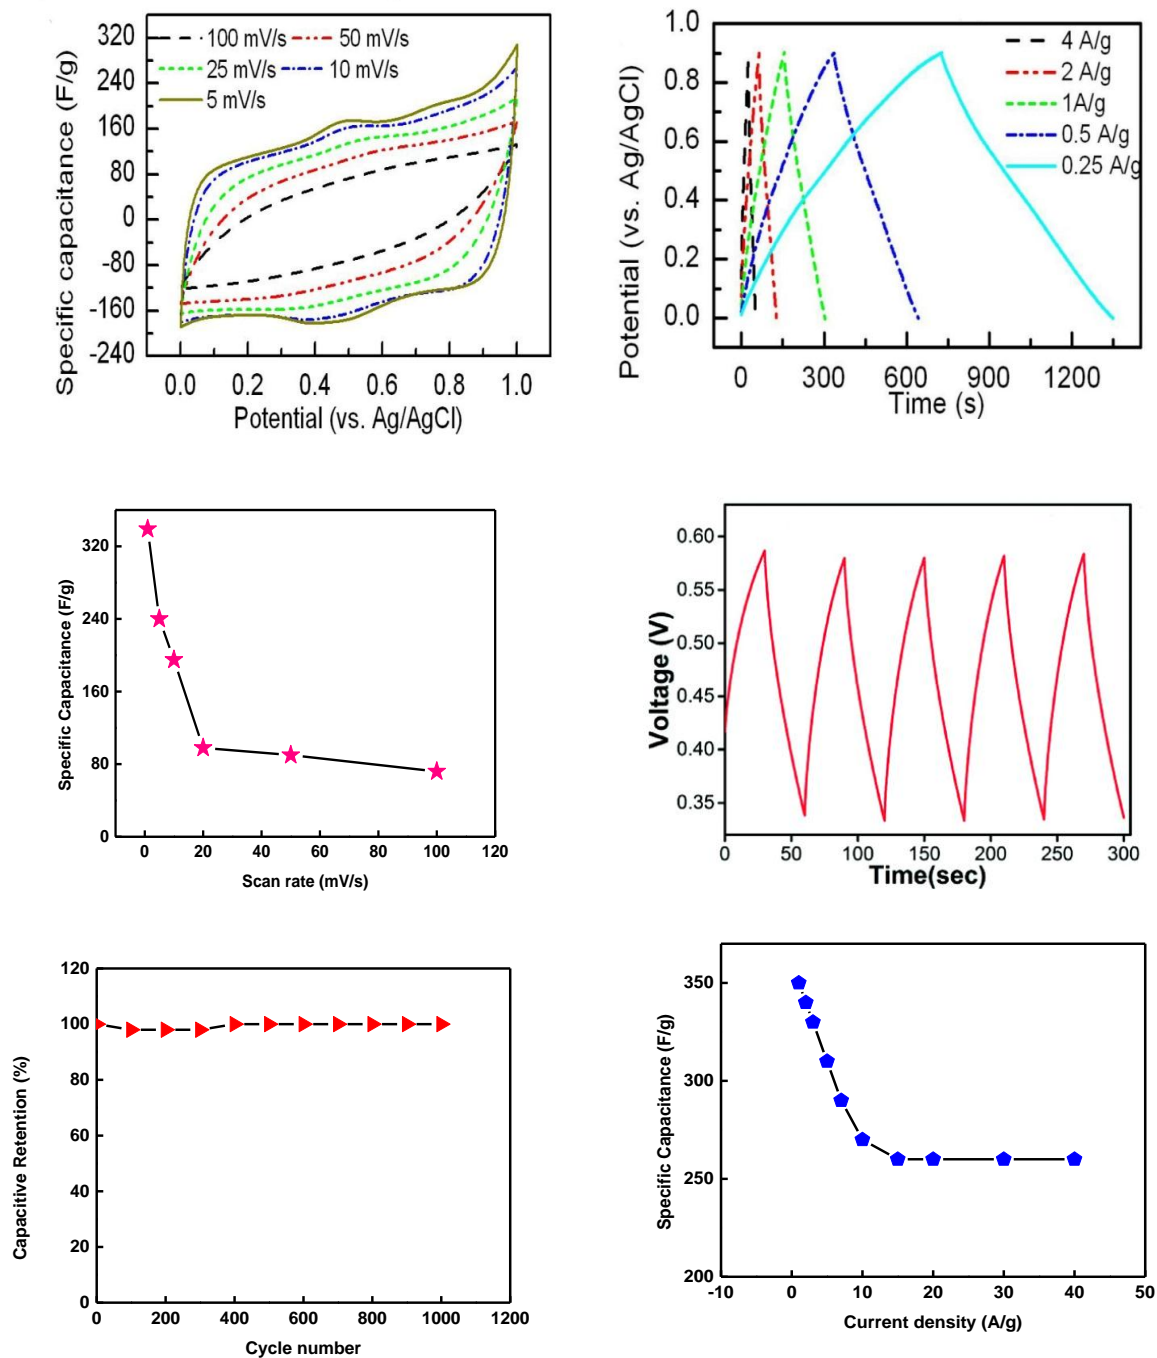 320
240
160
80
0
-80
-160
-240
Specific capacitance (F/g)
100 mV/s
50 mV/s
25 mV/s
10 mV/s
5 mV/s
0.0 0.2 0.4 0.6 0.8 1.0
Potential (vs. Ag/AgCl)
1.0
0.8
0.6
0.4
0.2
0.0
Potential (vs. Ag/AgCl)
4 A/g
2 A/g
1A/g
0.5 A/g
0.25 A/g
0 300 600 900 1200
Time (s)
320
240
160
80
0
Specific Capacitance (F/g)
0 20 40 60 80 100 120
Scan rate (mV/s)
0.60
0.55
0.50
0.45
0.40
0.35
Voltage (V)
0 50 100 150 200 250 300
Time(sec)
120
100
80
60
40
20
0
Capacitive Retention (%)
0 200 400 600 800 1000 1200
Cycle number
350
300
250
200
Specific Capacitance (F/g)
-10 0 10 20 30 40 50
Current density (A/g)